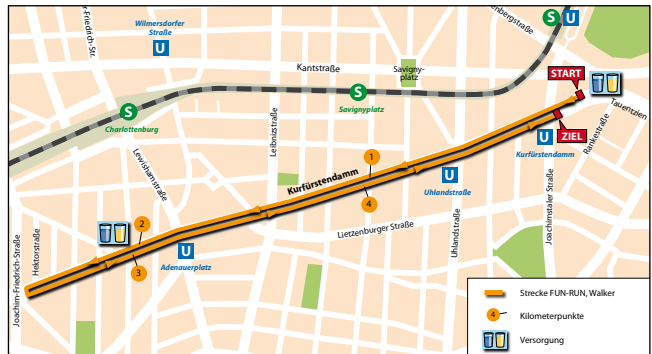 Wilmersdorfer
Straße
U
S
U
Kantstraße
Savigny-
platz
START
Tauentzien
ZIEL
Rankestraße
S
Charlottenburg
S
Savignyplatz
Leibnizstraße
Lewishamstraße
U
Kurfürstendamm
Joachimstaler Straße
1
Kurfürstendamm
4
U
Uhlandstraße
Uhlandstraße
Lietzenburger Straße
2
3
U
Adenauerplatz
Hektorstraße
Joachim-Friedrich-Straße
Strecke FUN-RUN, Walker
4
Kilometerpunkte
Versorgung